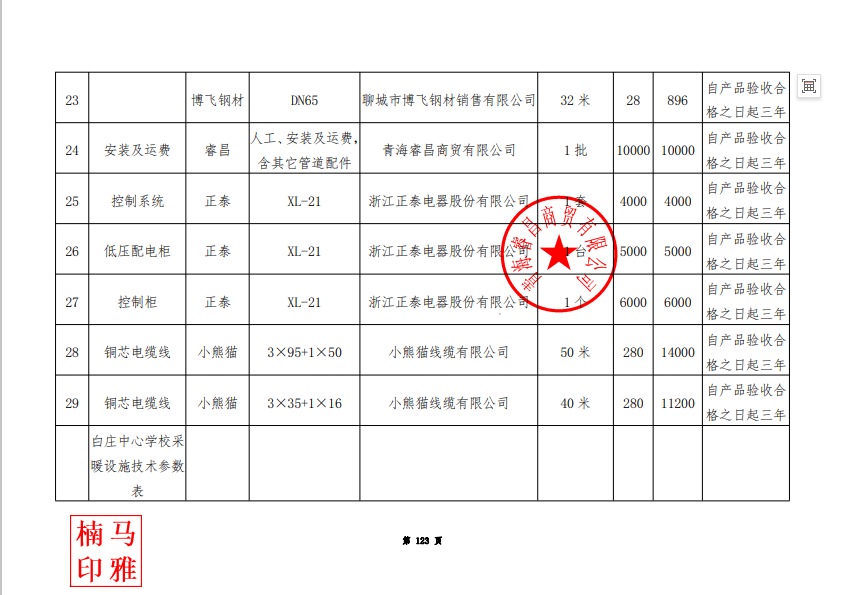 23 博飞钢材 DN65 聊城市博飞钢材销售有限公司 32 米 28 896 自产品验收合
格之日起三年
24 安装及运费 睿昌 人工、安装及运费,
含其它管道配件 青海睿昌商贸有限公司 1 批 10000 10000 自产品验收合
格之日起三年
25 控制系统 正泰 XL-21 浙江正泰电器股份有限公司 1 套 4000 4000 自产品验收合
格之日起三年
26 低压配电柜 正泰 XL-21 浙江正泰电器股份有限公司 1 台 5000 5000 自产品验收合
格之日起三年
27 控制柜 正泰 XL-21 浙江正泰电器股份有限公司 1 个 6000 6000 自产品验收合
格之日起三年
28 铜芯电缆线 小熊猫 3×95+1×50 小熊猫线缆有限公司 50 米 280 14000 自产品验收合
格之日起三年
29 铜芯电缆线 小熊猫 3×35+1×16 小熊猫线缆有限公司 40 米 280 11200 自产品验收合
格之日起三年
白庄中心学校采
暖设施技术参数
表
青海睿昌商贸有限公司
马雅
楠印
第 123 页